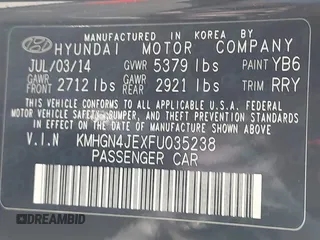 MANUFACTURED IN KOREA BY
HYUNDAI MOTOR COMPANY
JUL/03/14 GVWR 5379 lbs PAINT YB6
GAWR FRONT 2712 lbs GAWR REAR 2921 lbs TRIM RRY
THIS VEHICLE CONFORMS TO ALL APPLICABLE U.S.A. FEDERAL
MOTOR VEHICLE SAFETY, BUMPER, AND THEFT PREVENTION
STANDARDS IN EFFECT ON THE DATE OF MANUFACTURE
SHOWN ABOVE.
V.I.N KMHGN4JEXFU035238
PASSENGER CAR
DREAMBID